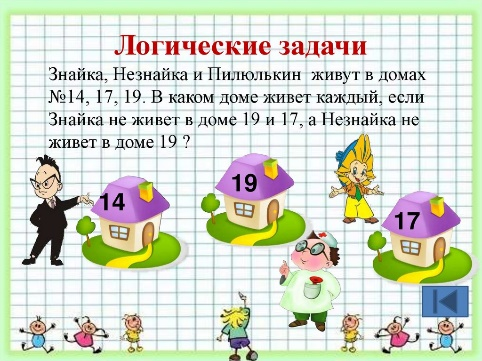 Логические задачи
Знайка, Незнайка и Пилюлькин живут в домах
№14, 17, 19. В каком доме живет каждый, если
Знайка не живет в доме 19 и 17, а Незнайка не
живет в доме 19 ?
19
14
17